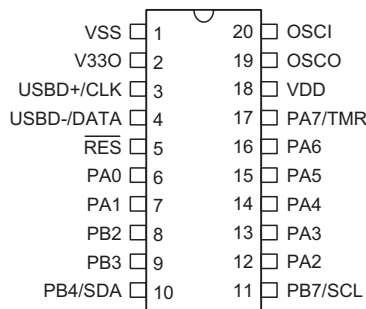 VSS 1 20 OSCI
V33O 2 19 OSCO
USBD+/CLK 3 18 VDD
USBD-/DATA 4 17 PA7/TMR
RES 5 16 PA6
PA0 6 15 PA5
PA1 7 14 PA4
PB2 8 13 PA3
PB3 9 12 PA2
PB4/SDA 10 11 PB7/SCL